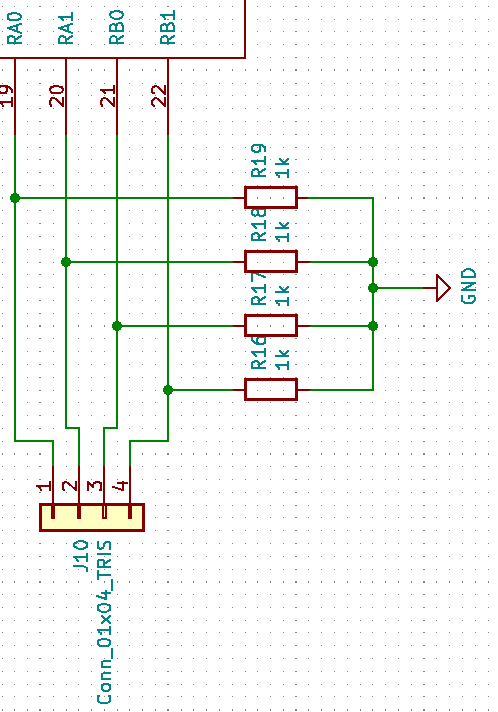 RA0
RA1
RB0
RB1
19
20
21
22
R19
1k
R18
1k
R17
1k
R16
1k
GND
1
2
3
4
J10
Conn_01x04_TRIS